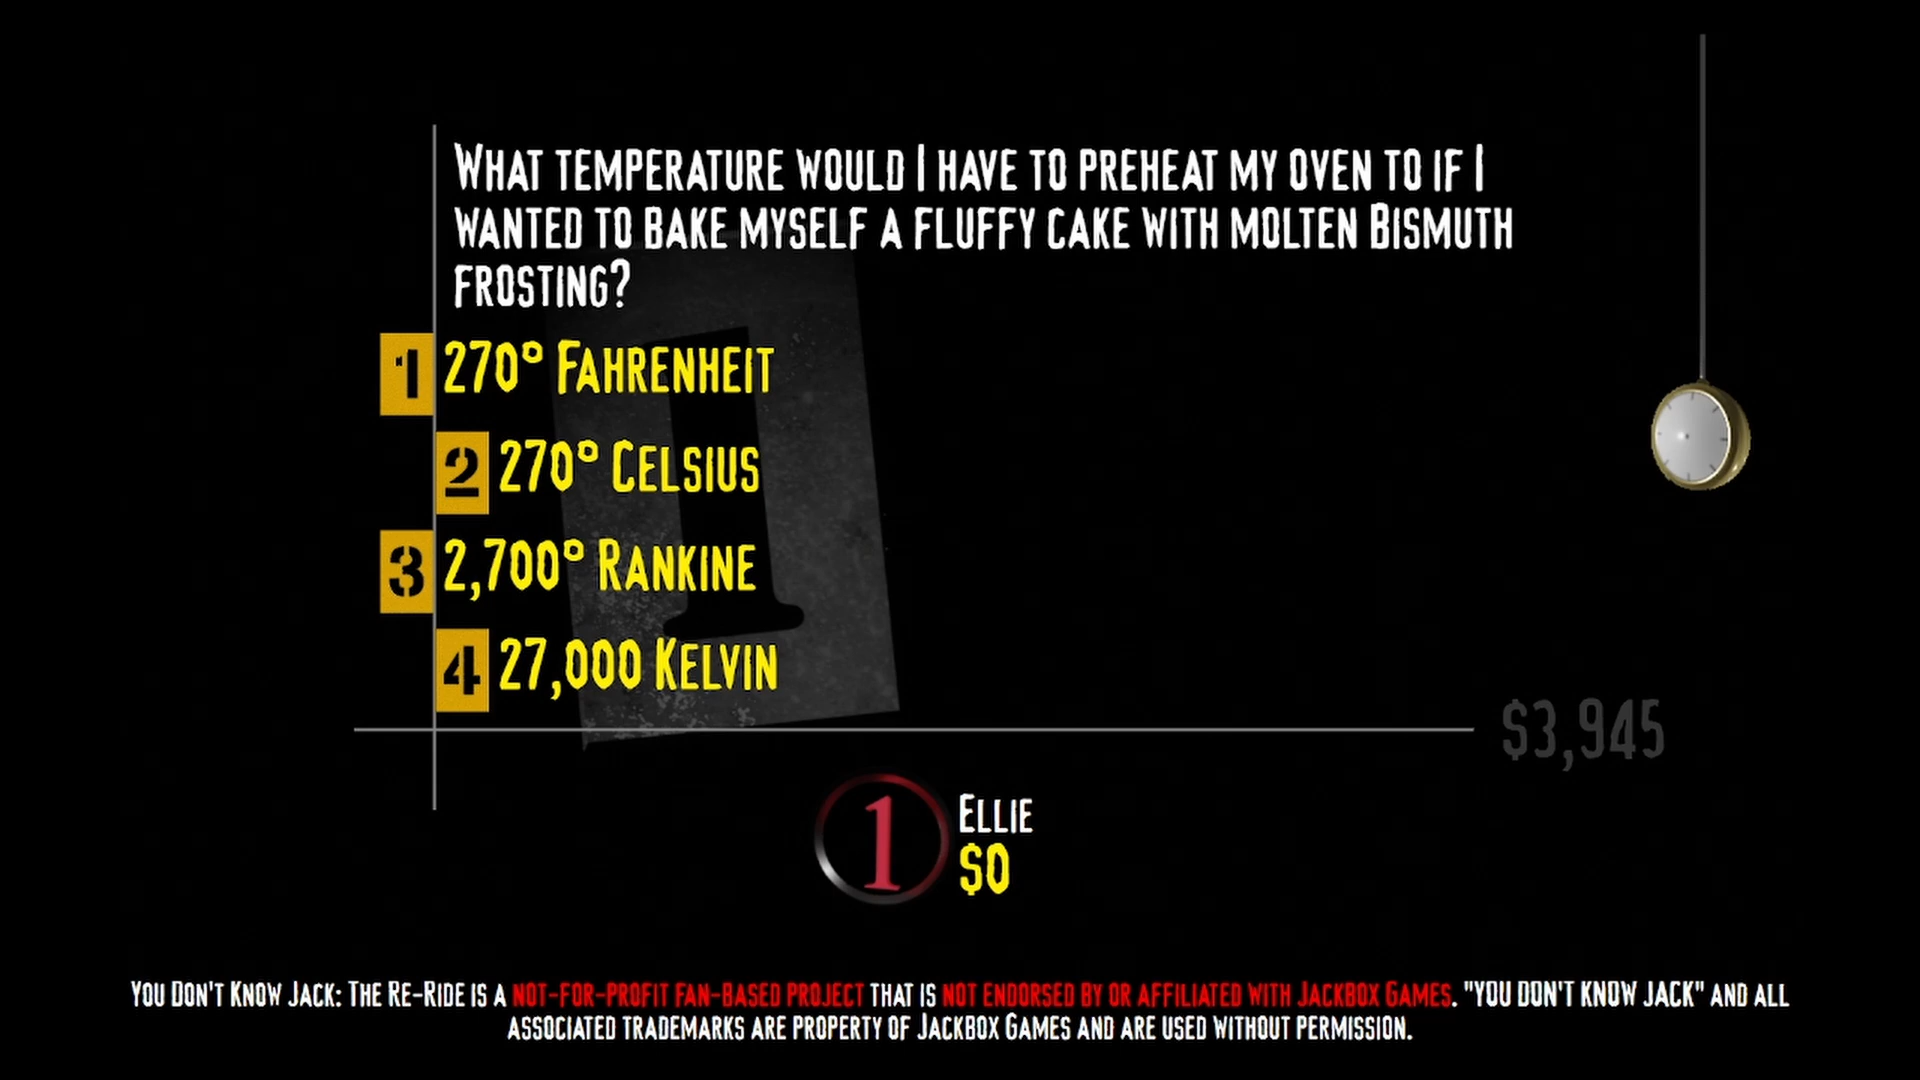 What temperature would I have to preheat my oven to if I
wanted to bake myself a fluffy cake with molten Bismuth
frosting?
1 270° Fahrenheit
2 270° Celsius
3 2,700° Rankine
4 27,000 Kelvin
$3,945
1
1
Ellie
$0
You Don't Know Jack: The Re-Ride is a not-for-profit fan-based project that is not endorsed by or affiliated with Jackbox Games. "YOU DON'T KNOW JACK" and all
associated trademarks are property of Jackbox Games and are used without permission.